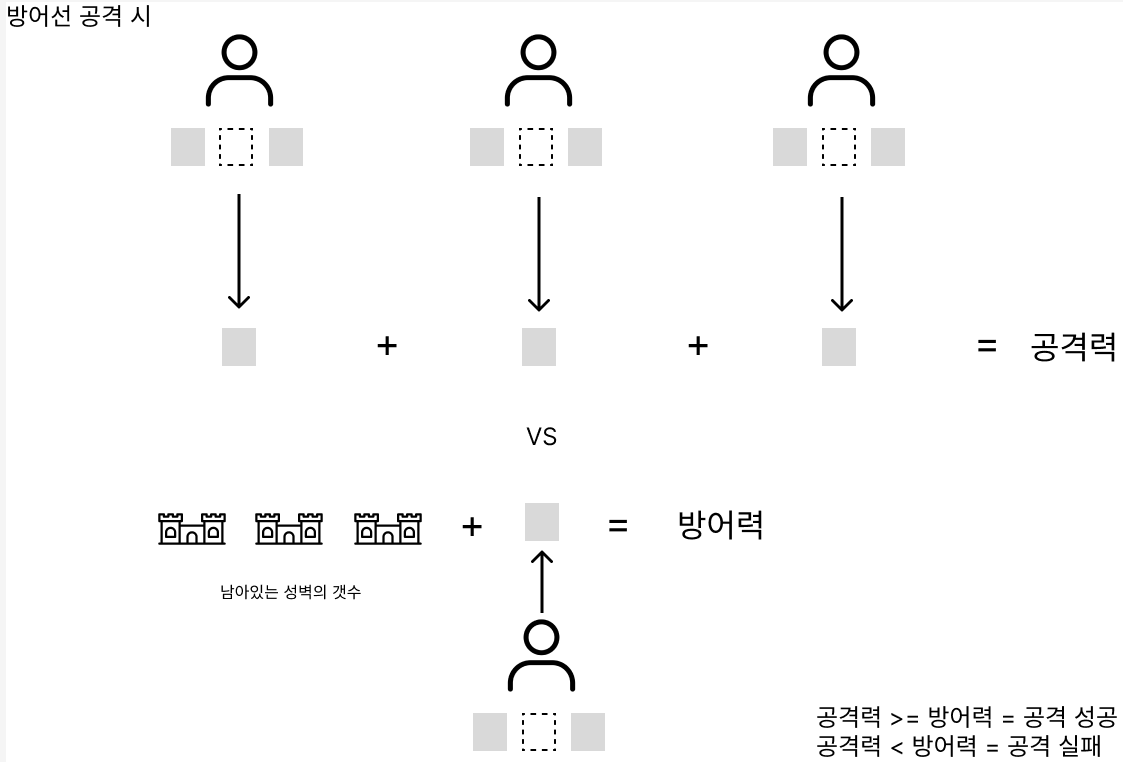 방어선 공격 시
+ + = 공격력
VS
+ = 방어력
남아있는 성벽의 갯수
공격력 >= 방어력 = 공격 성공
공격력 < 방어력 = 공격 실패